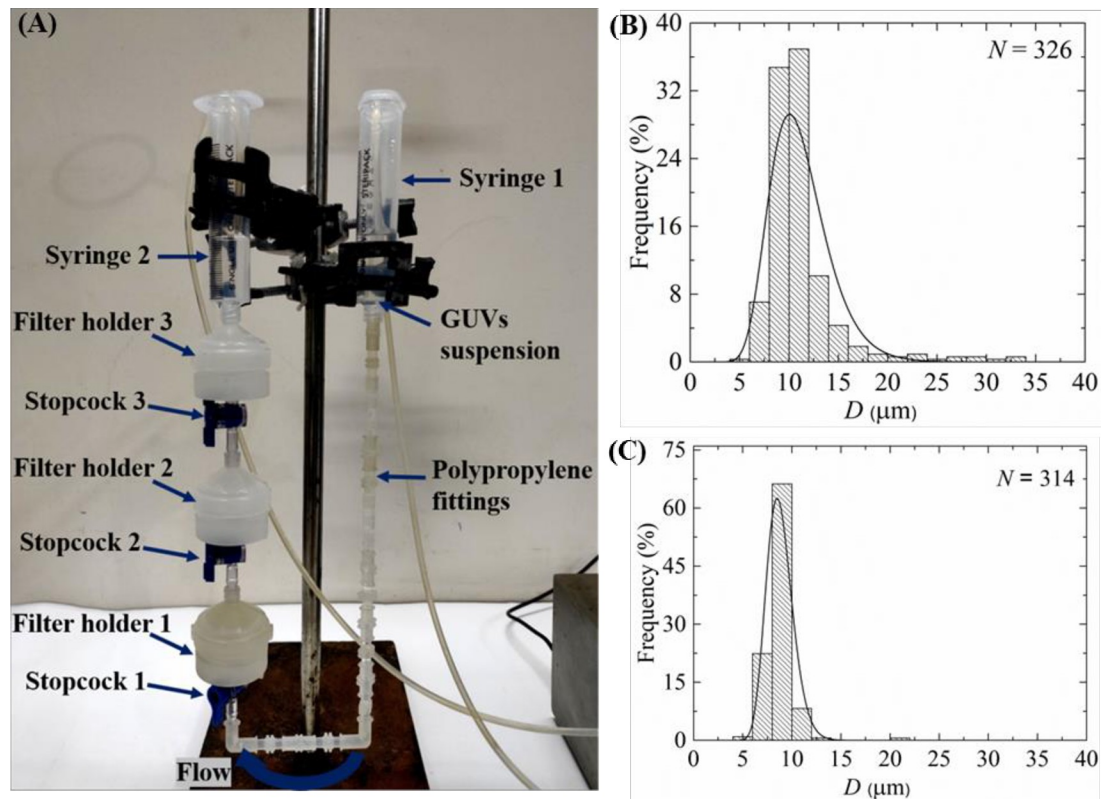 (A)
Syringe 1
Syringe 2
Filter holder 3
GUVs
suspension
Stopcock 3
Filter holder 2
Polypropylene
fittings
Stopcock 2
Filter holder 1
Stopcock 1
Flow
(B)
40
36
32
24
16
8
0
Frequency (%)
N = 326
0 5 10 15 20 25 30 35 40
D (μm)
(C)
75
60
45
30
15
0
Frequency (%)
N = 314
0 5 10 15 20 25 30 35 40
D (μm)